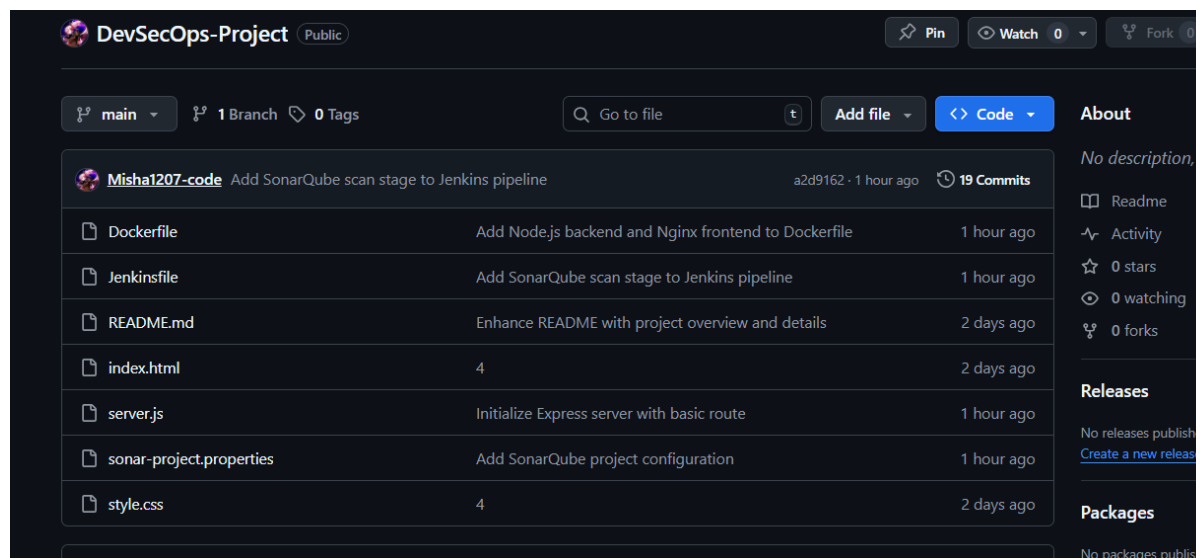 DevSecOps-Project Public
Pin
Watch 0
Fork 0
main
1 Branch
0 Tags
Go to file t
Add file
Code
Misha1207-code Add SonarQube scan stage to Jenkins pipeline a2d9162 · 1 hour ago 19 Commits
Dockerfile Add Node.js backend and Nginx frontend to Dockerfile 1 hour ago
Jenkinsfile Add SonarQube scan stage to Jenkins pipeline 1 hour ago
README.md Enhance README with project overview and details 2 days ago
index.html 4 2 days ago
server.js Initialize Express server with basic route 1 hour ago
sonar-project.properties Add SonarQube project configuration 1 hour ago
style.css 4 2 days ago
About
No description,
Readme
Activity
0 stars
0 watching
0 forks
Releases
No releases publish
Create a new releas
Packages
No packages publis